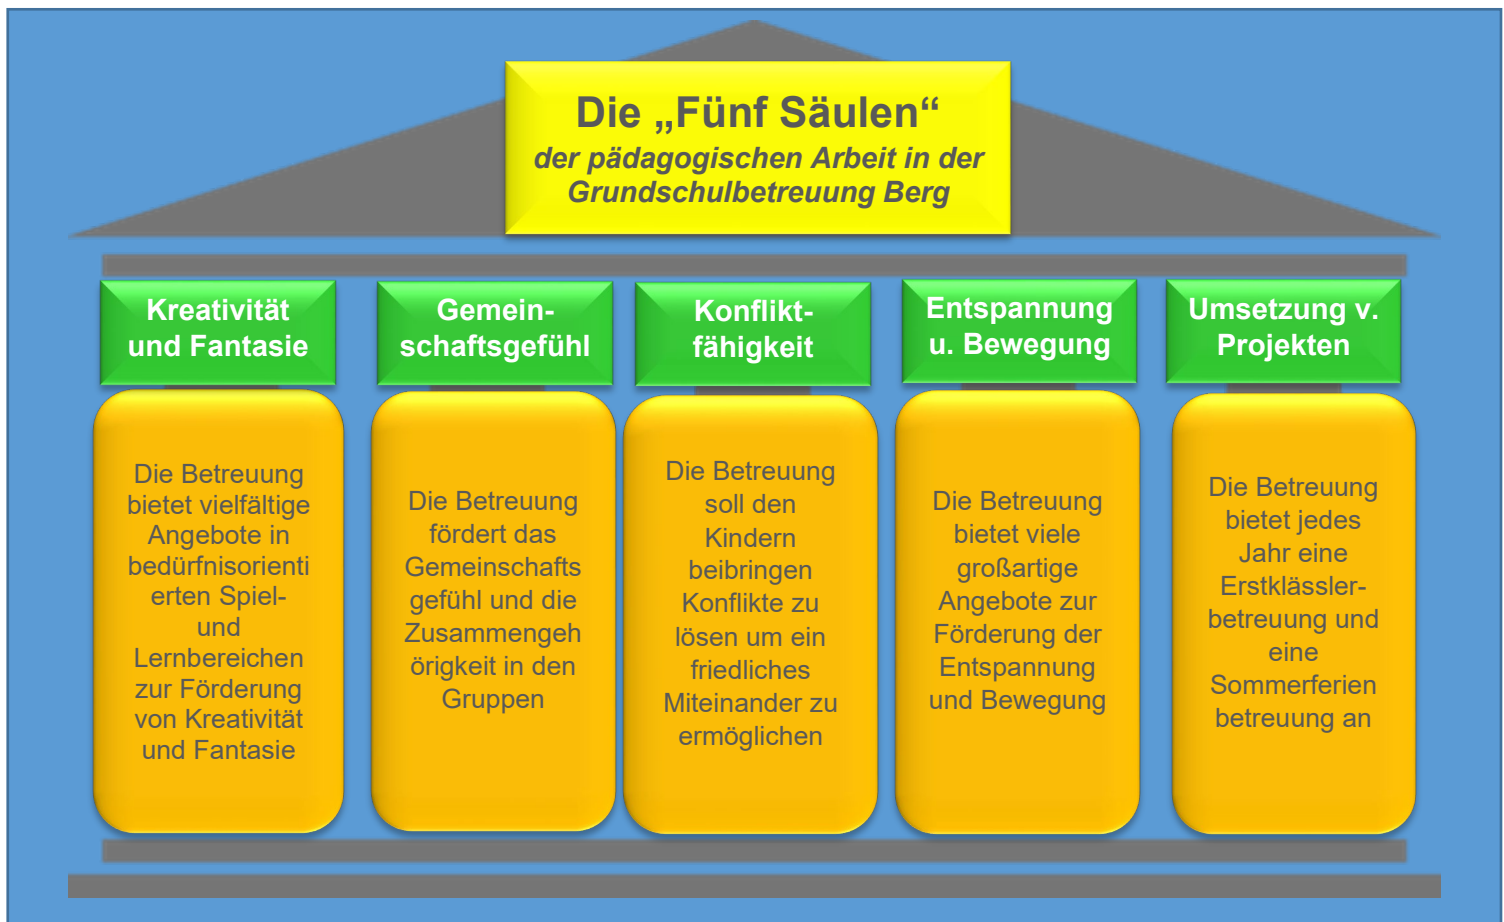 Die „Fünf Säulen“
der pädagogischen Arbeit in der
Grundschulbetreuung Berg
Kreativität
und Fantasie
Gemein-
schaftsgefühl
Konflikt-
fähigkeit
Entspannung
u. Bewegung
Umsetzung v.
Projekten
Die Betreuung
bietet vielfältige
Angebote in
bedürfnisorienti
erten Spiel-
und
Lernbereichen
zur Förderung
von Kreativität
und Fantasie
Die Betreuung
fördert das
Gemeinschafts
gefühl und die
Zusammengeh
örigkeit in den
Gruppen
Die Betreuung
soll den
Kindern
beibringen
Konflikte zu
lösen um ein
friedliches
Miteinander zu
ermöglichen
Die Betreuung
bietet viele
großartige
Angebote zur
Förderung der
Entspannung
und Bewegung
Die Betreuung
bietet jedes
Jahr eine
Erstklässler-
betreuung und
eine
Sommerferien
betreuung an